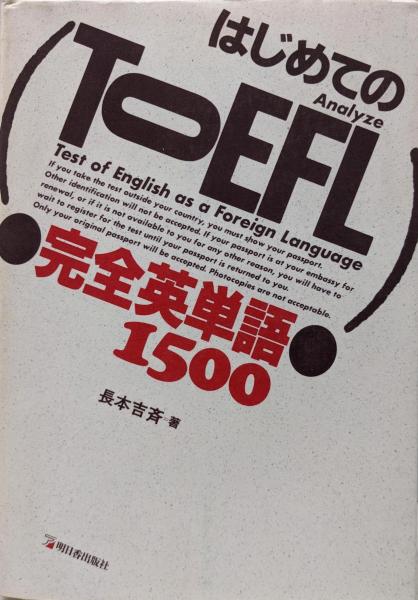 はじめての
Analyze
TOEFL
Test of English as a Foreign Language
If you take the test outside your country, you must show your passport.
Other identification will not be accepted. If your passport is at your embassy for
renewal, or if it is not available to you for any other reason, you will have to
wait to register for the test until your passport is returned to you.
Only your original passport will be accepted. Photocopies are not acceptable.
完全英単語
1500
長本吉斉 著
明日香出版社